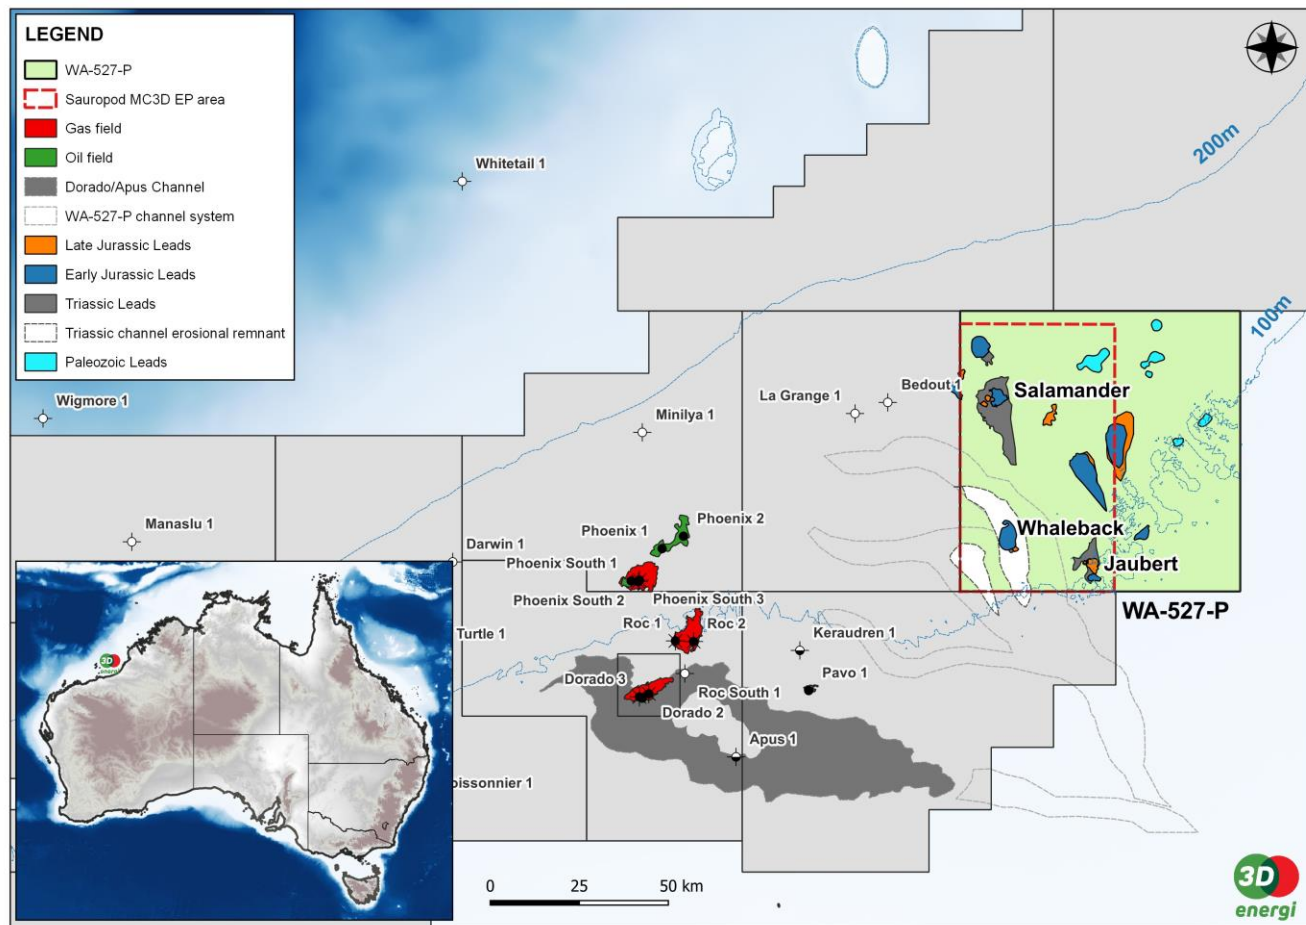 LEGEND
WA-527-P
Sauropod MC3D EP area
Gas field
Oil field
Dorado/Apus Channel
WA-527-P channel system
Late Jurassic Leads
Early Jurassic Leads
Triassic Leads
Triassic channel erosional remnant
Paleozoic Leads
Whitetail 1
200m
100m
Wigmore 1
Minilya 1
La Grange 1
Bedout 1
Salamander
Manaslu 1
Darwin 1
Phoenix 1
Phoenix 2
Phoenix South 1
Phoenix South 2
Phoenix South 3
Whaleback
Jaubert
WA-527-P
Turtle 1
Roc 1
Roc 2
Keraudren 1
Pavo 1
Dorado 3
Roc South 1
Dorado 2
Apus 1
oissonnier 1
0 25 50 km
3D
energi
3D
energi